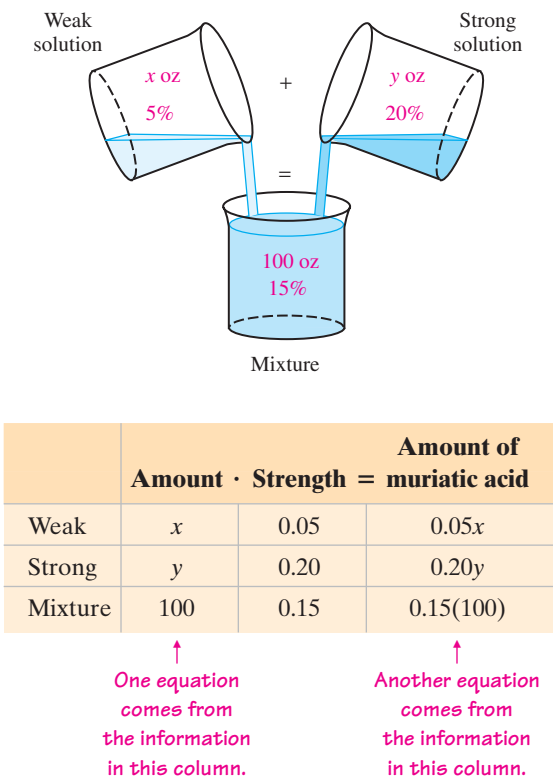 Weak
solution
Strong
solution
x oz
5%
+
y oz
20%
=
100 oz
15%
Mixture
Amount · Strength = Amount of
muriatic acid
Weak x 0.05 0.05x
Strong y 0.20 0.20y
Mixture 100 0.15 0.15(100)
One equation
comes from
the information
in this column.
Another equation
comes from
the information
in this column.